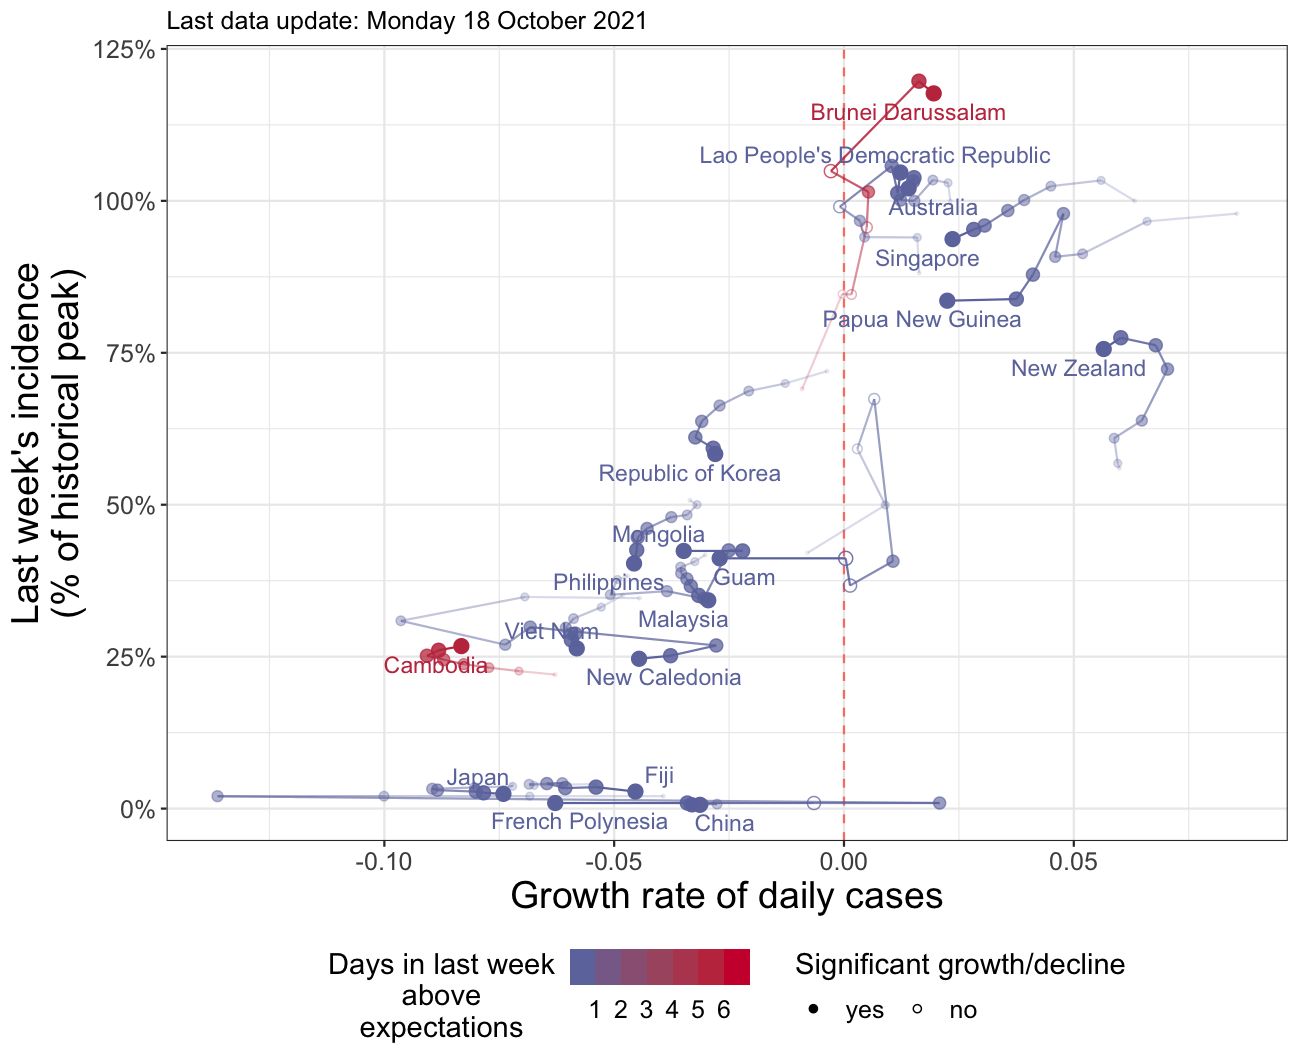 Last data update: Monday 18 October 2021
125%
100%
75%
50%
25%
0%
Last week's incidence
(% of historical peak)
Brunei Darussalam
Lao People's Democratic Republic
Australia
Singapore
Papua New Guinea
New Zealand
Republic of Korea
Mongolia
Philippines
Guam
Malaysia
Viet Nam
Cambodia
New Caledonia
Japan
Fiji
French Polynesia
China
-0.10
-0.05
0.00
0.05
Growth rate of daily cases
Days in last week
above
expectations
1 2 3 4 5 6
Significant growth/decline
yes
no